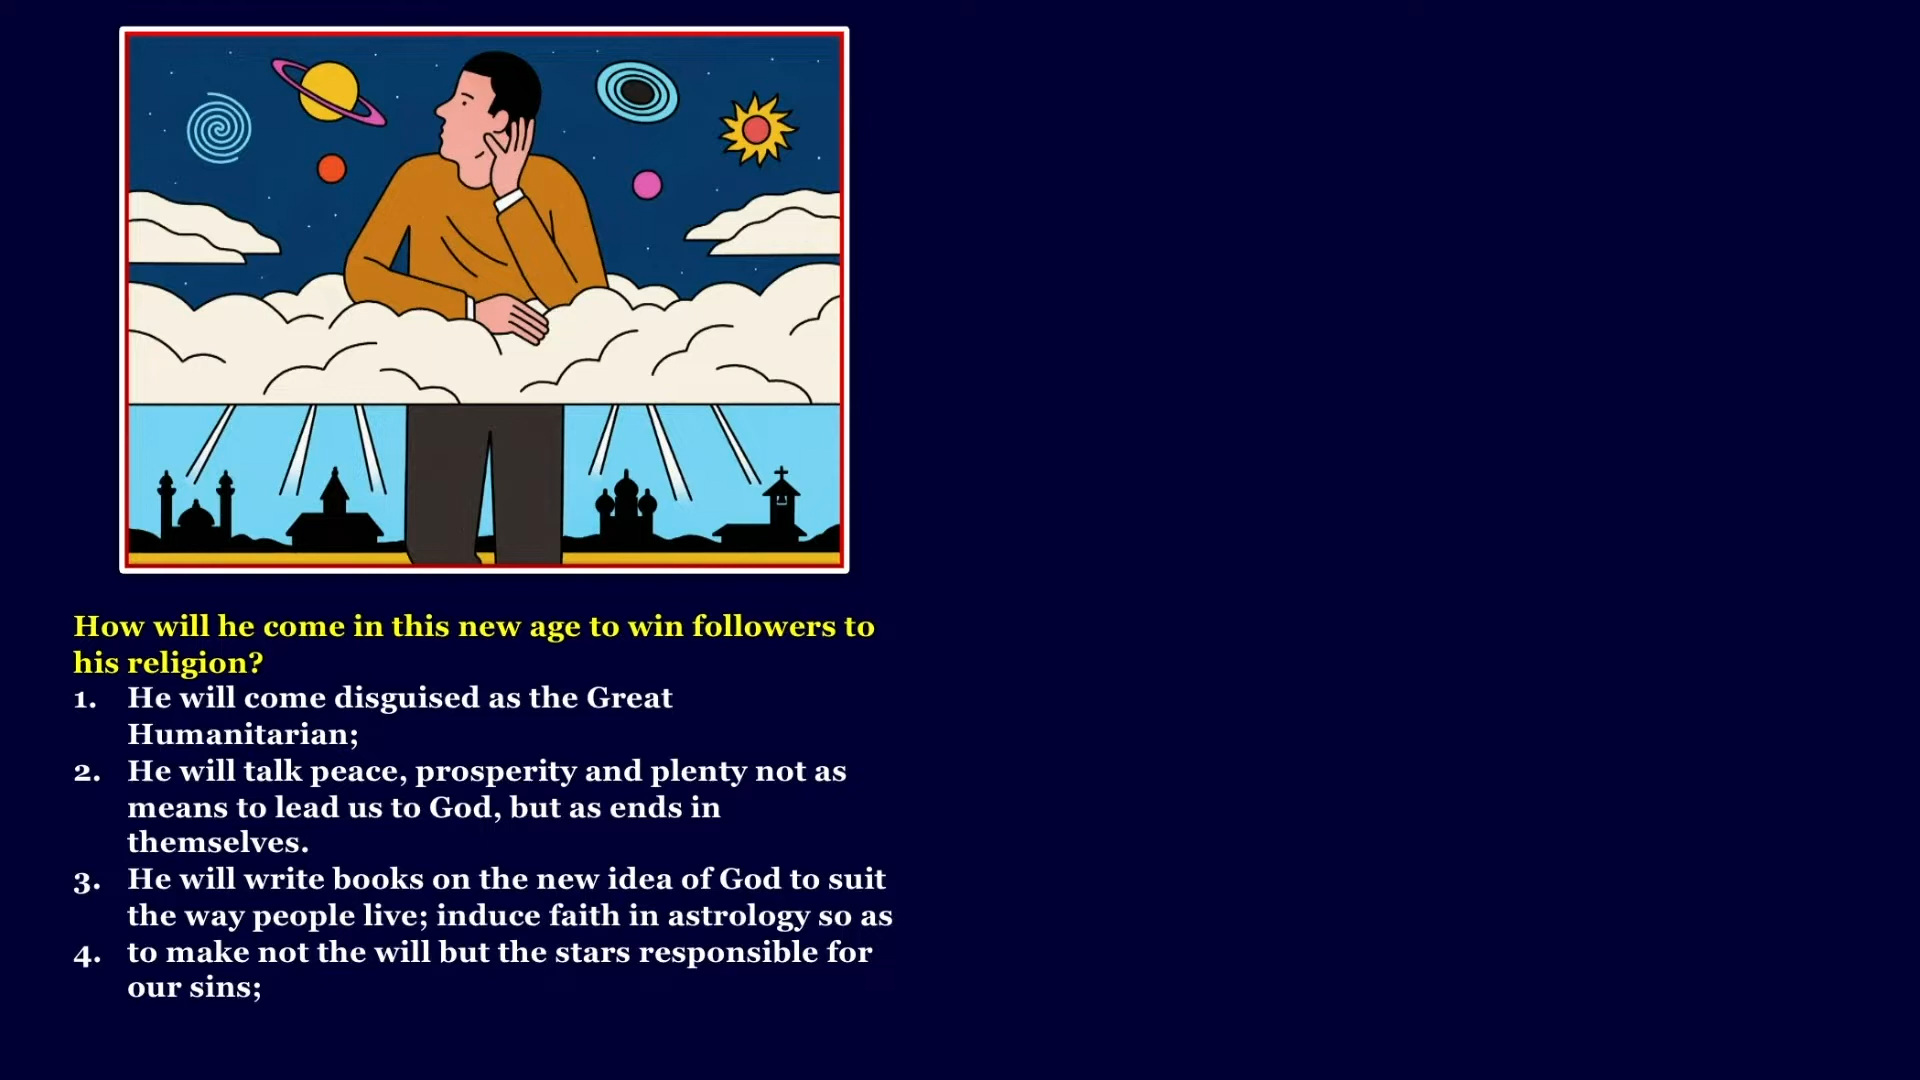 How will he come in this new age to win followers to
his religion?
1. He will come disguised as the Great
Humanitarian;
2. He will talk peace, prosperity and plenty not as
means to lead us to God, but as ends in
themselves.
3. He will write books on the new idea of God to suit
the way people live; induce faith in astrology so as
4. to make not the will but the stars responsible for
our sins;